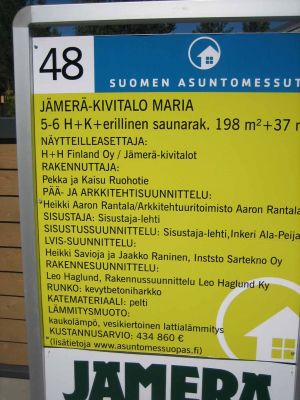 48
SUOMEN ASUNTOMESSUT
JÄMERÄ-KIVITALO MARIA
5-6 H+K+erillinen saunarak. 198 m²+37 m
NÄYTTEILLEASETTAJA:
H+H Finland Oy / Jämerä-kivitalot
RAKENNUTTAJA:
Pekka ja Kaisu Ruohotie
PÄÄ- JA ARKKITEHTISUUNNITTELU:
Heikki Aaron Rantala/Arkkitehtuuritoimisto Aaron Rantala
SISUSTAJA: Sisustaja-lehti
SISUSTUSSUUNNITTELU: Sisustaja-lehti,Inkeri Ala-Peija
LVIS-SUUNNITTELU:
Heikki Savioja ja Jaakko Raninen, Inststo Sartekno Oy
RAKENNESUUNNITTELU:
Leo Haglund, Rakennussuunnittelu Leo Haglund Ky
RUNKO: kevytbetoniharkko
KATEMATERIAALI: pelti
LÄMMITYSMUOTO:
kaukolämpö, vesikiertoinen lattialämmitys
KUSTANNUSARVIO: 434 860 €
*(lisätietoja www.asuntomessuopas.fi)
JÄMERÄ